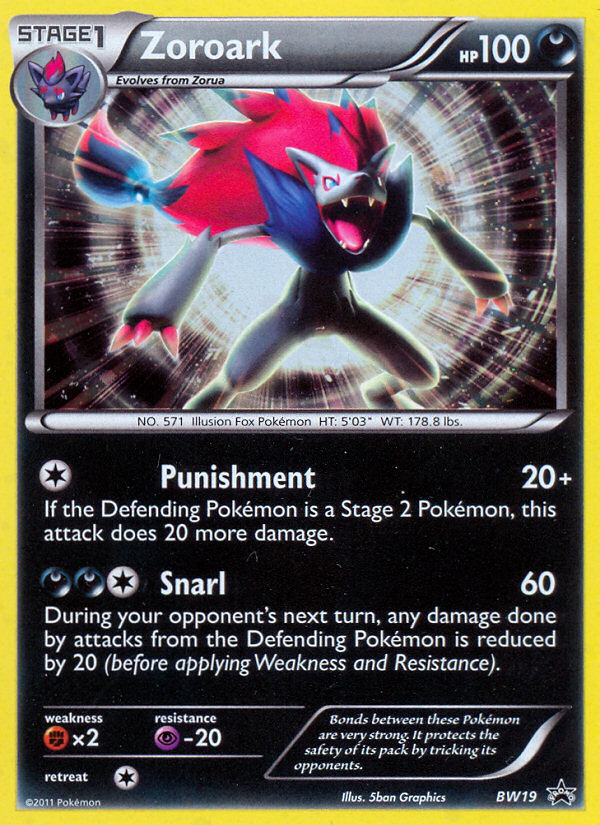 STAGE1
Zoroark
HP100
Evolves from Zorua
NO. 571 Illusion Fox Pokémon HT: 5'03" WT: 178.8 lbs.
Punishment 20+
If the Defending Pokémon is a Stage 2 Pokémon, this
attack does 20 more damage.
Snarl 60
During your opponent's next turn, any damage done
by attacks from the Defending Pokémon is reduced
by 20 (before applying Weakness and Resistance).
weakness
×2
resistance
-20
retreat
Bonds between these Pokémon
are very strong. It protects the
safety of its pack by tricking its
opponents.
©2011 Pokémon
Illus. 5ban Graphics
BW19
PROMO